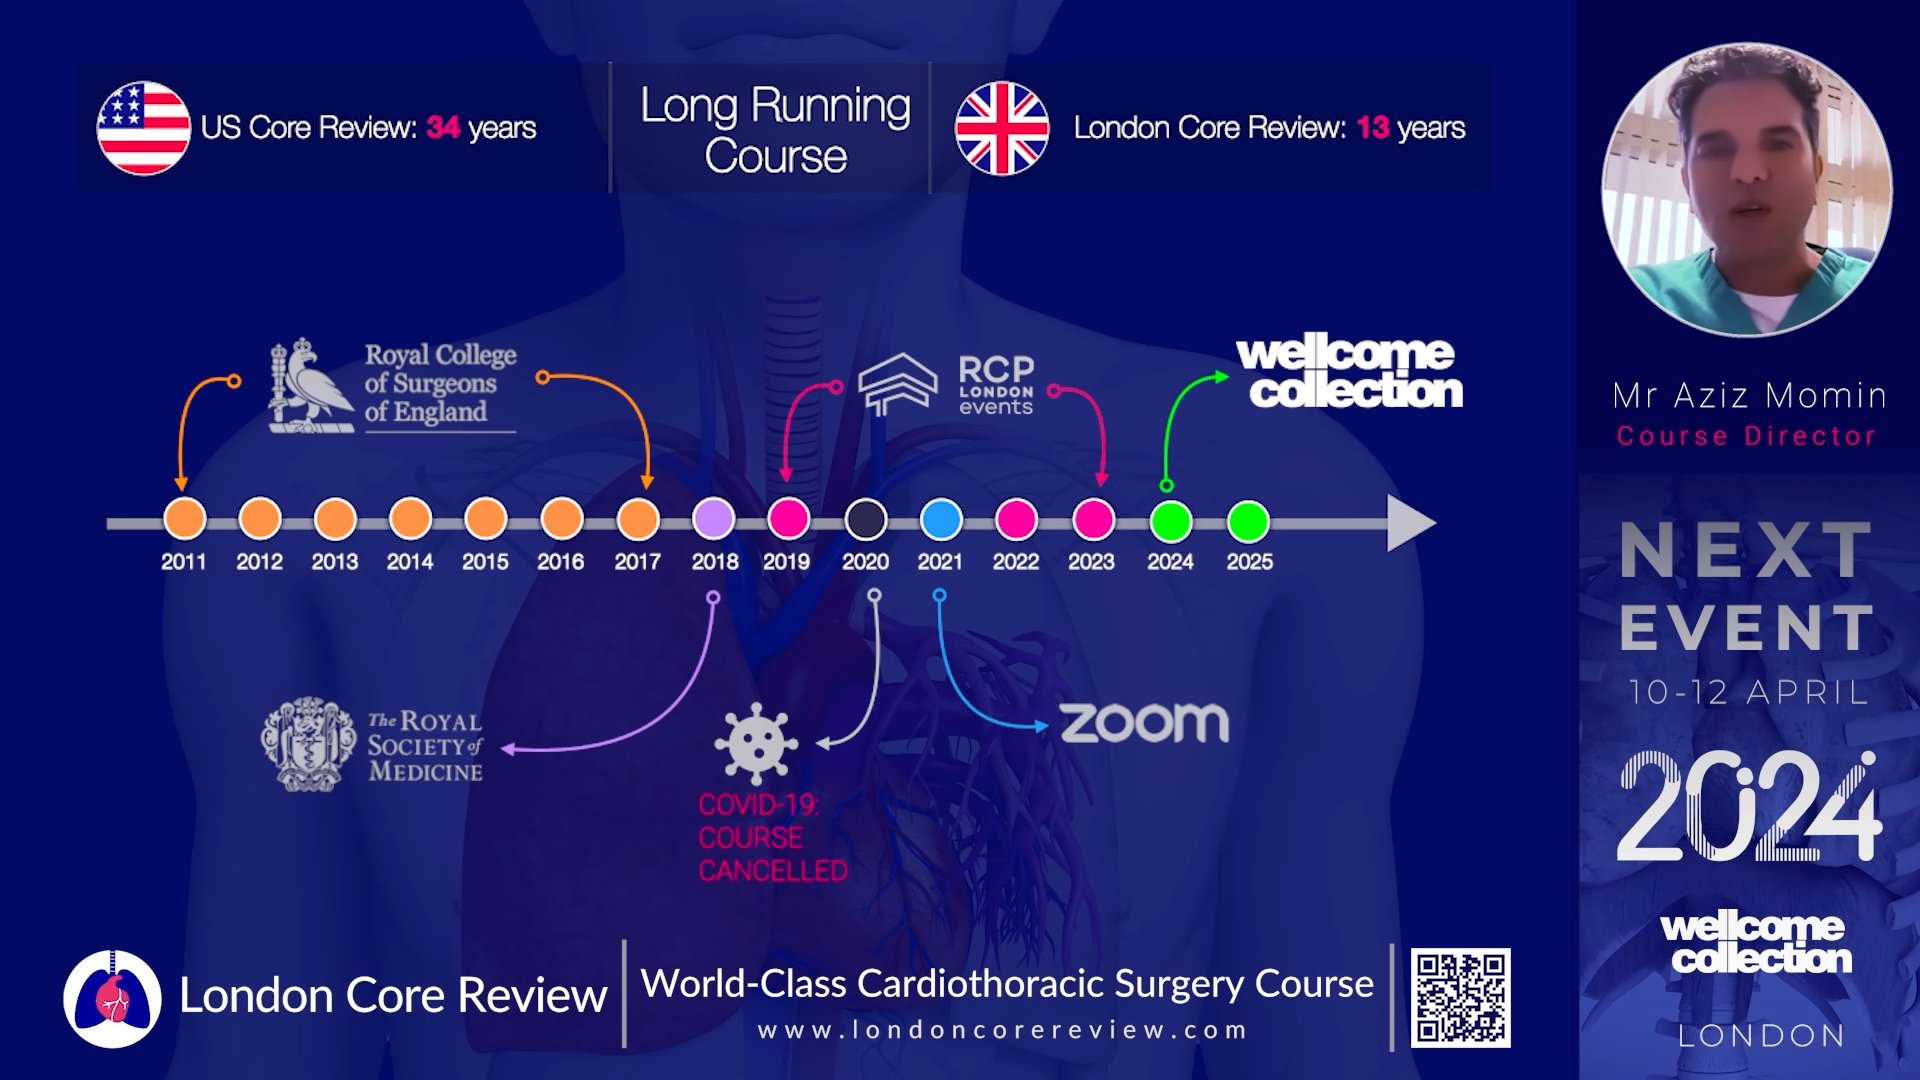 US Core Review: 34 years
Long Running
Course
London Core Review: 13 years
Royal College
of Surgeons
of England
RCP
LONDON
events
wellcome
collection
2011 2012 2013 2014 2015 2016 2017 2018 2019 2020 2021 2022 2023 2024 2025
The ROYAL
SOCIETY of
MEDICINE
COVID-19:
COURSE
CANCELLED
zoom
London Core Review
World-Class Cardiothoracic Surgery Course
www.londoncorereview.com
Mr Aziz Momin
Course Director
NEXT
EVENT
10-12 APRIL
2024
wellcome
collection
LONDON